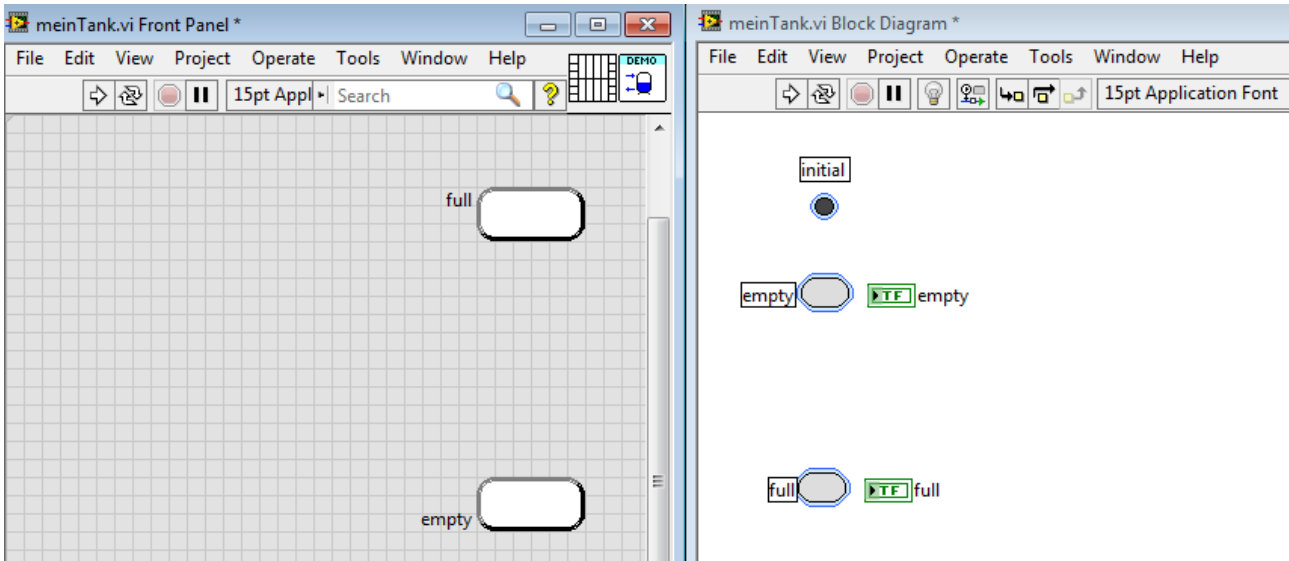 meinTank.vi Front Panel *
File Edit View Project Operate Tools Window Help
DEMO
15pt Appl Search
?
full
empty
meinTank.vi Block Diagram *
File Edit View Project Operate Tools Window Help
15pt Application Font
initial
empty TF empty
full TF full